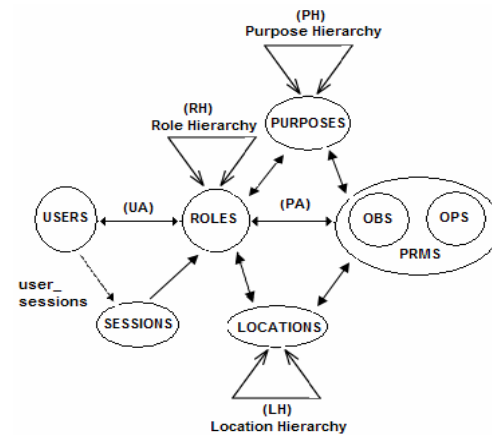 (PH)
Purpose Hierarchy
(RH)
Role Hierarchy
PURPOSES
USERS
(UA)
ROLES
(PA)
OBS
OPS
PRMS
user_
sessions
SESSIONS
LOCATIONS
(LH)
Location Hierarchy